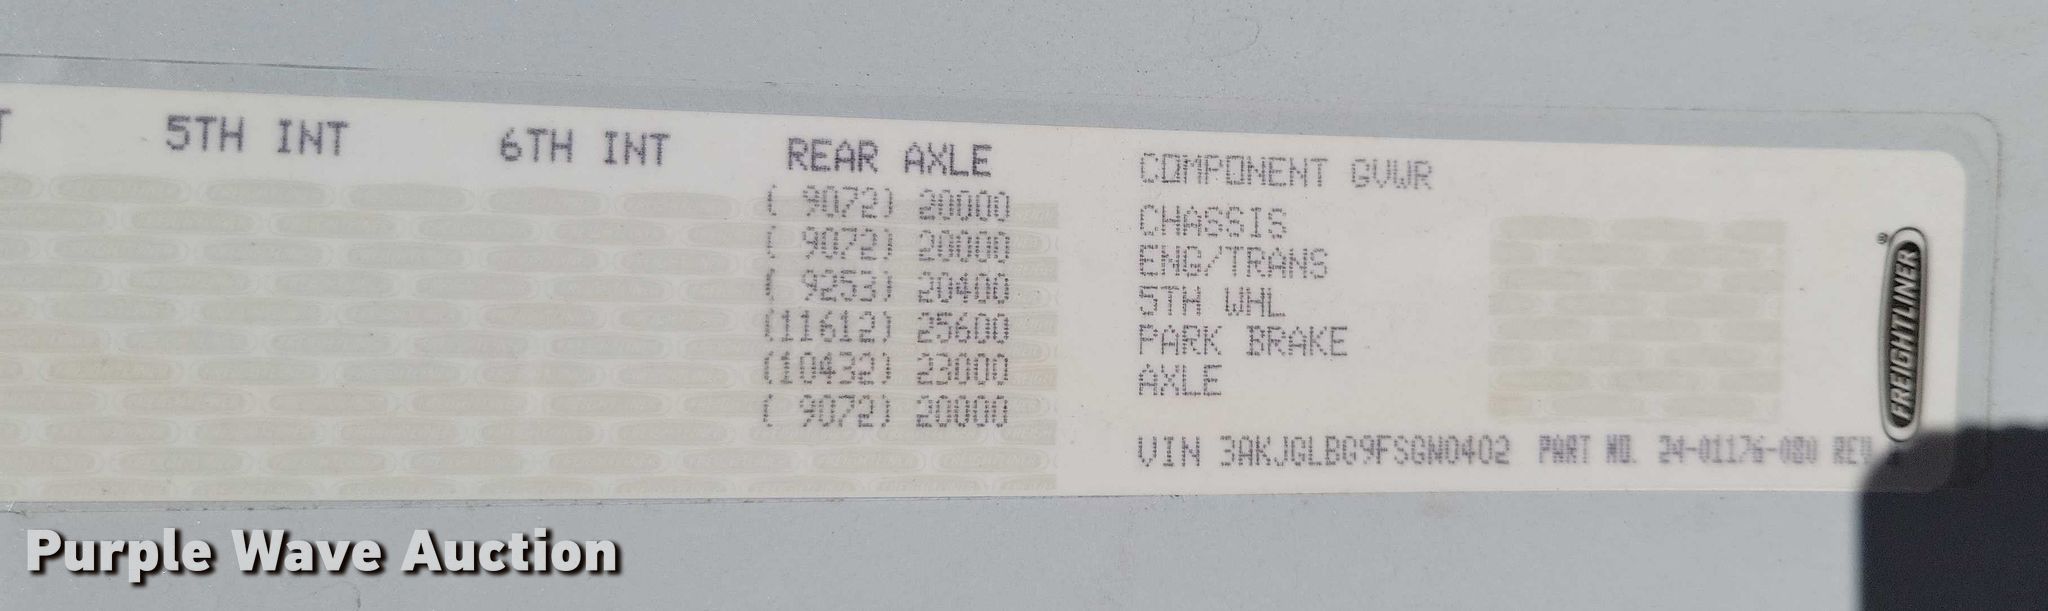 T 5TH INT 6TH INT REAR AXLE
( 9072) 20000
( 9072) 20000
( 9253) 20400
(11612) 25600
(10432) 23000
( 9072) 20000
COMPONENT GVWR
CHASSIS
ENG/TRANS
5TH WHL
PARK BRAKE
AXLE
VIN 3AKJGLBG9FSGN0402 PART NO. 24-01176-080 REV
® FREIGHTLINER
Purple Wave Auction